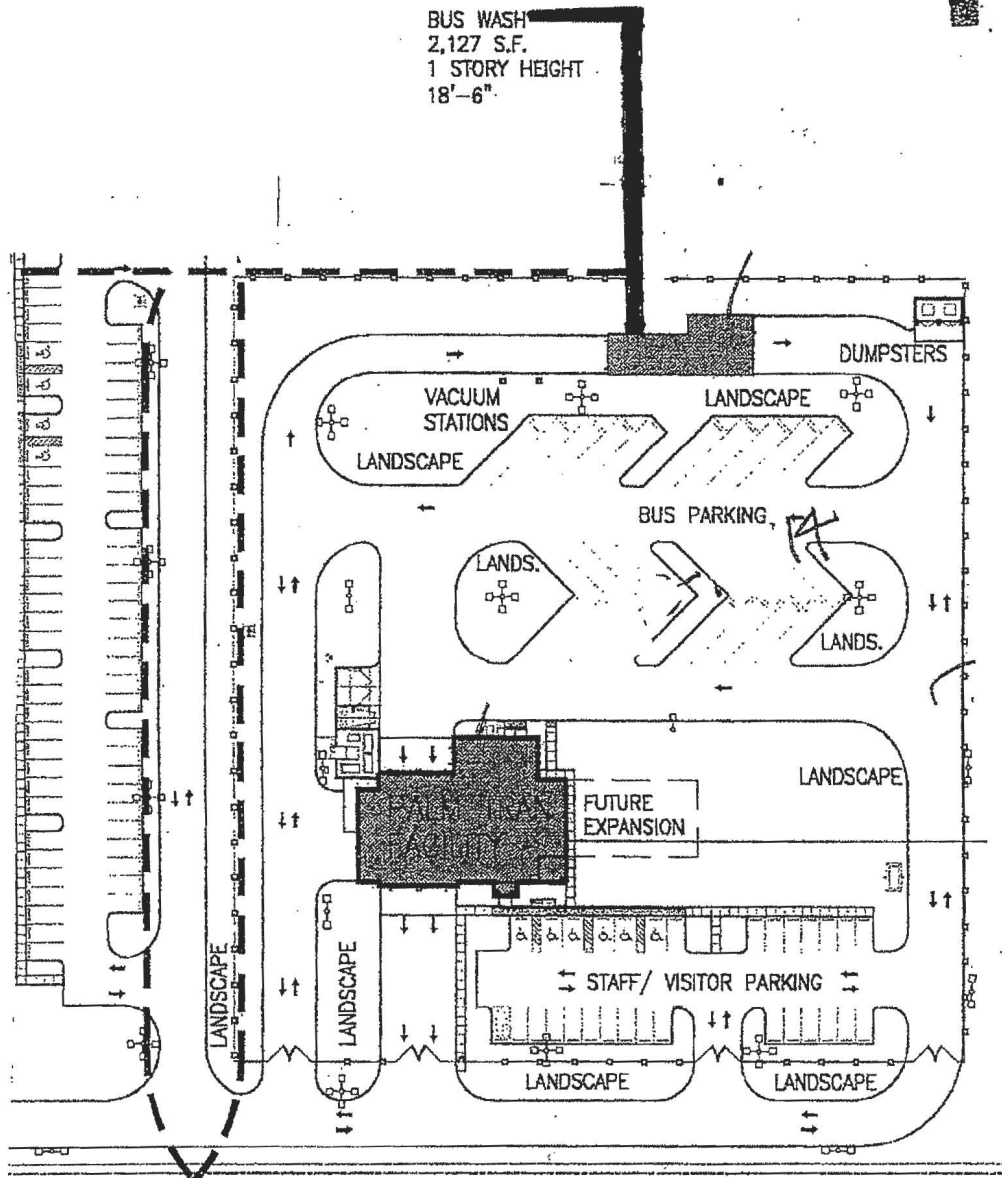 BUS WASH
2,127 S.F.
1 STORY HEIGHT
18'-6"
DUMPSTERS
VACUUM
STATIONS
LANDSCAPE
LANDSCAPE
BUS PARKING
LANDS.
LANDS.
LANDSCAPE
FUTURE
EXPANSION
STAFF/ VISITOR PARKING
LANDSCAPE
LANDSCAPE
LANDSCAPE
LANDSCAPE